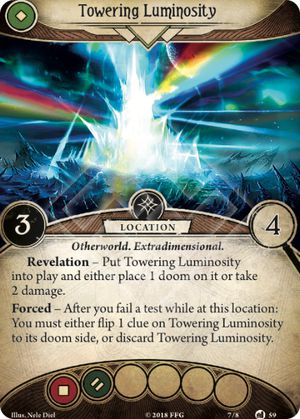 Towering Luminosity
3
LOCATION
4
Otherworld. Extradimensional.
Revelation – Put Towering Luminosity
into play and either place 1 doom on it or take
2 damage.
Forced – After you fail a test while at this location:
You must either flip 1 clue on Towering Luminosity
to its doom side, or discard Towering Luminosity.
Illus. Nele Diel
© 2018 FFG
7/8
59